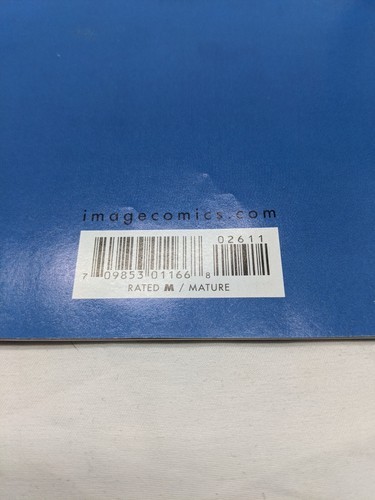 imagecomics.com
02611
7 09853 01166 8
RATED M / MATURE